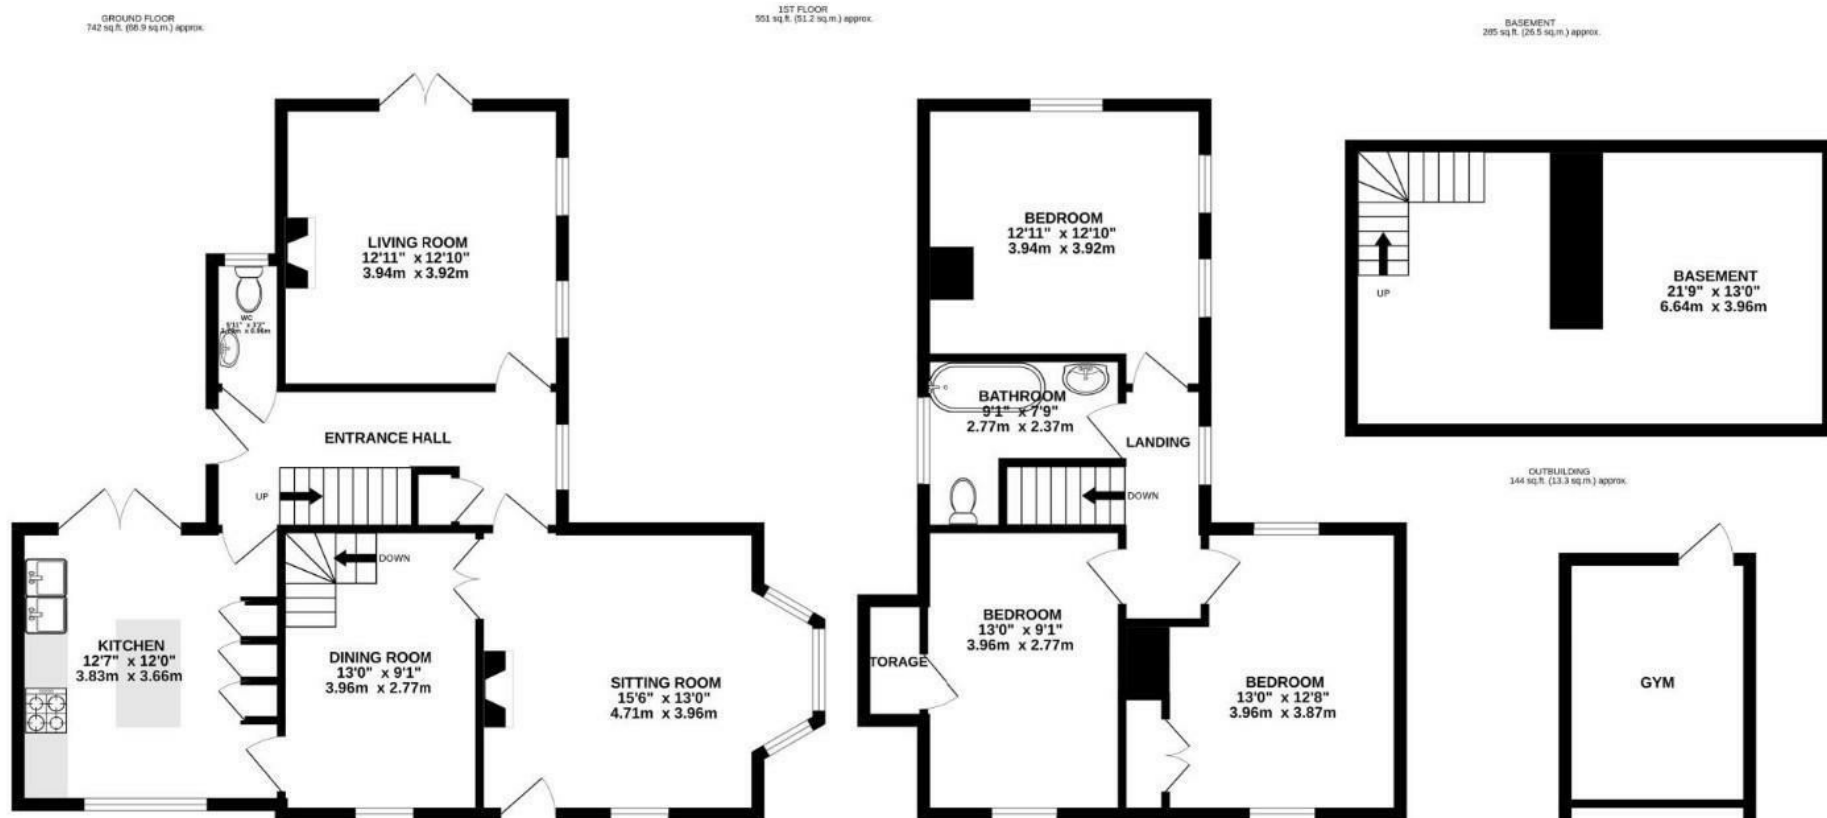 GROUND FLOOR
742 sq.ft. (68.9 sq.m.) approx.
1ST FLOOR
551 sq.ft. (51.2 sq.m.) approx.
BASEMENT
285 sq.ft. (26.5 sq.m.) approx.
LIVING ROOM
12'11" x 12'10"
3.94m x 3.92m
WC
ENTRANCE HALL
UP
DOWN
KITCHEN
12'7" x 12'0"
3.83m x 3.66m
DINING ROOM
13'0" x 9'1"
3.96m x 2.77m
SITTING ROOM
15'6" x 13'0"
4.71m x 3.96m
BEDROOM
12'11" x 12'10"
3.94m x 3.92m
BATHROOM
9'1" x 7'9"
2.77m x 2.37m
LANDING
DOWN
BEDROOM
13'0" x 9'1"
3.96m x 2.77m
TORAGE
BEDROOM
13'0" x 12'8"
3.96m x 3.87m
UP
BASEMENT
21'9" x 13'0"
6.64m x 3.96m
OUTBUILDING
144 sq.ft. (13.3 sq.m.) approx.
GYM